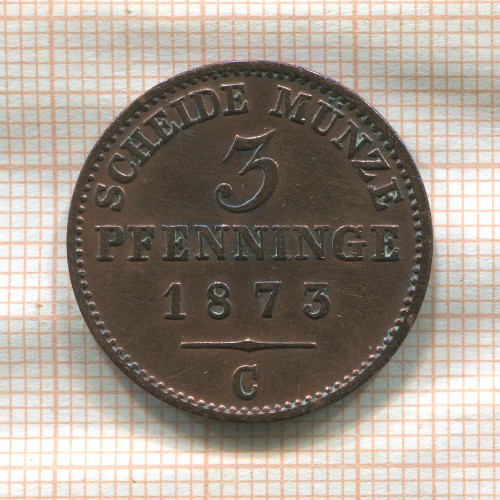 SCHEIDE MÜNZE
3
PFENNINGE
1873
C